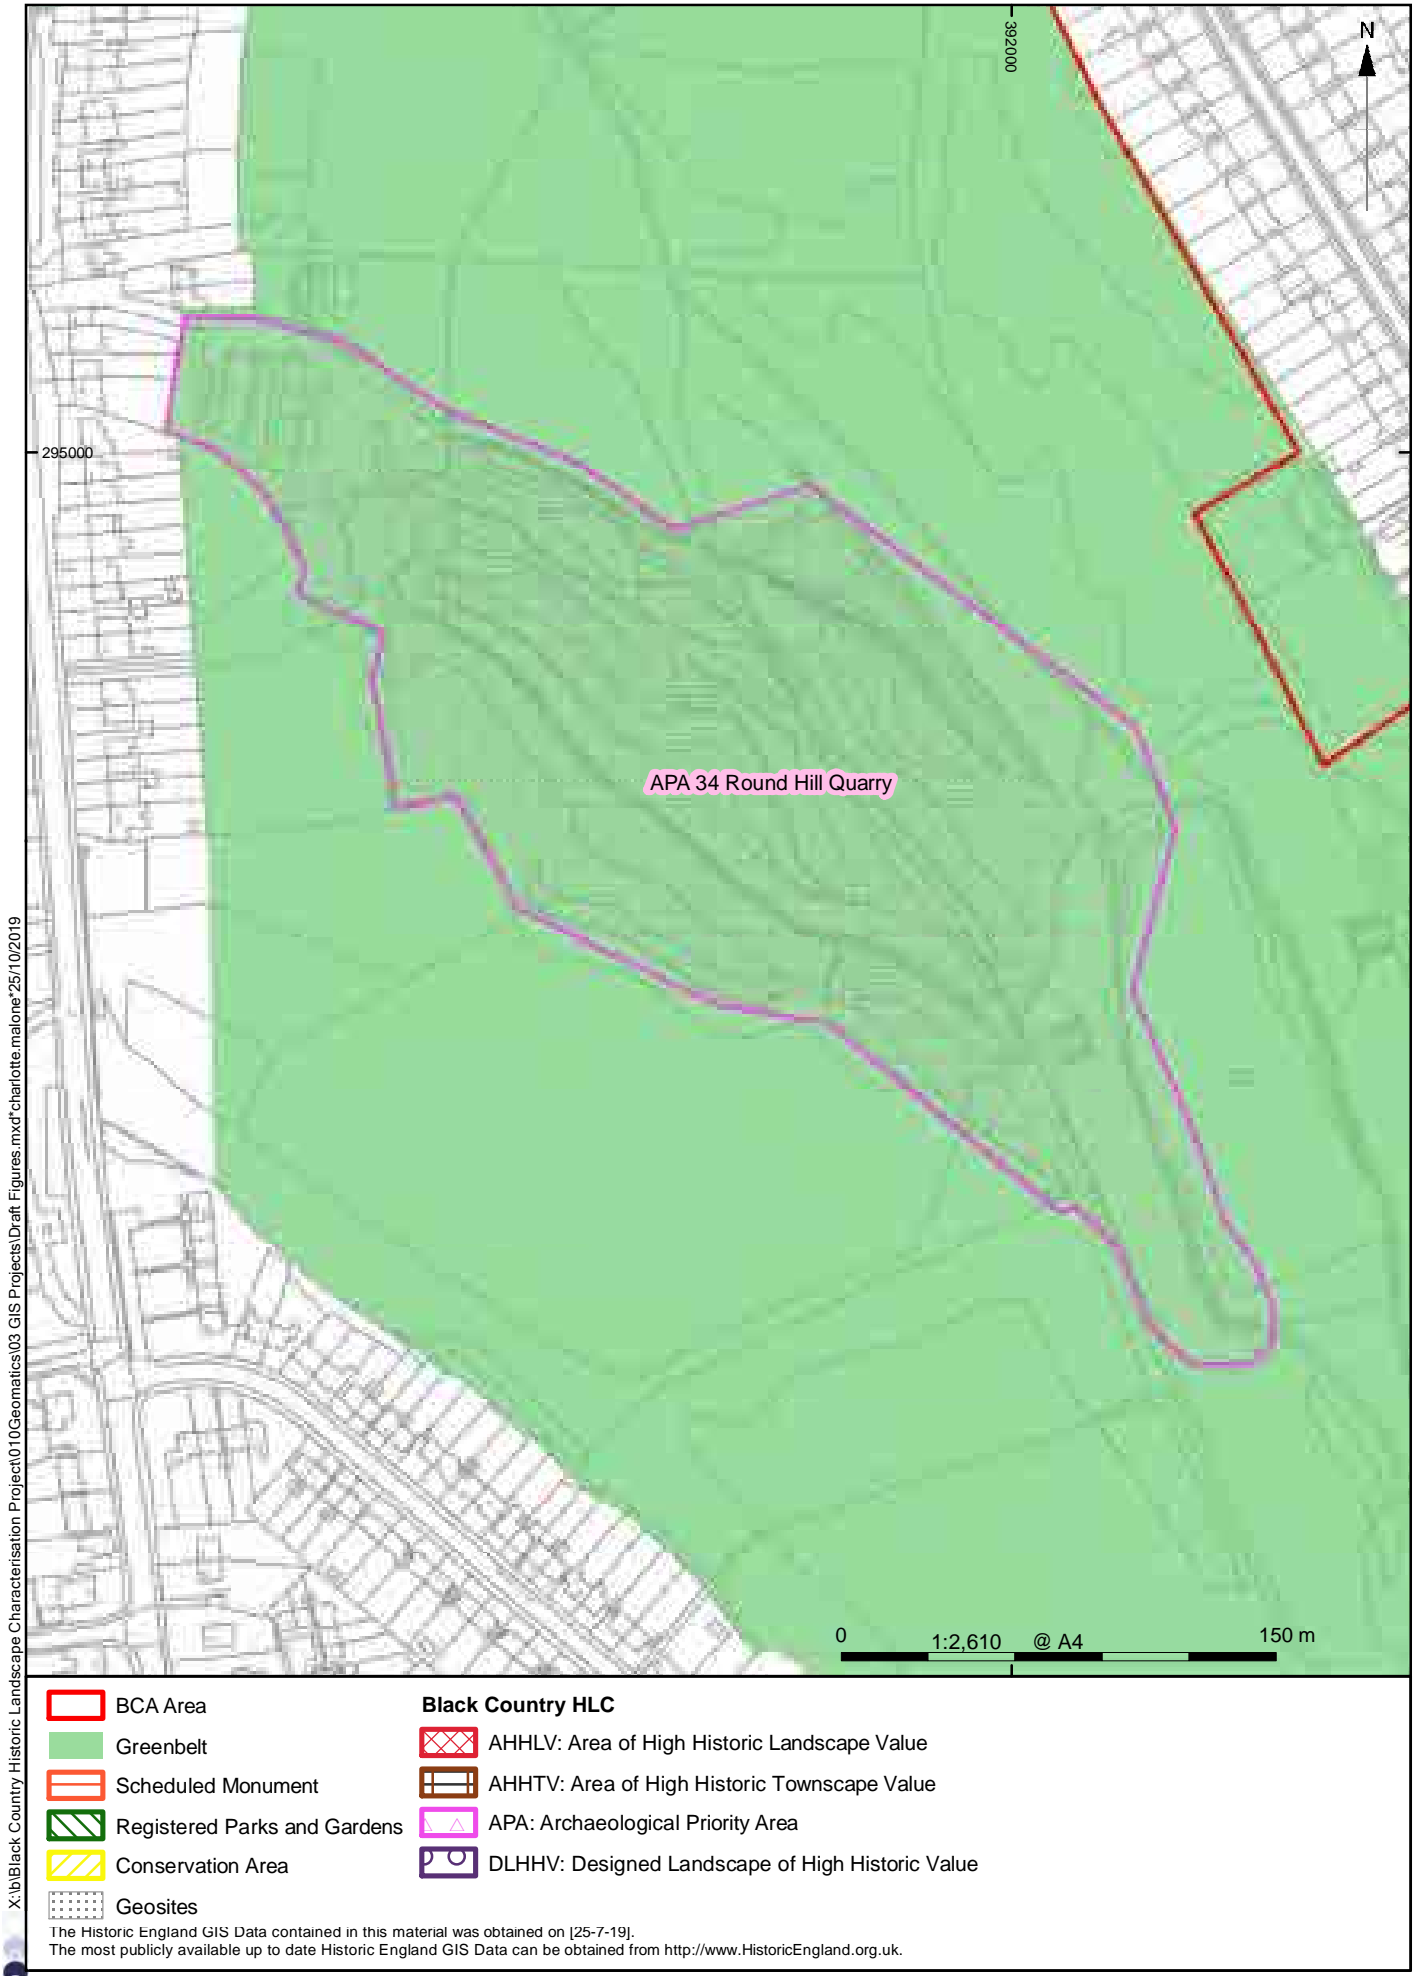 392000
N
295000
APA 34 Round Hill Quarry
0 1:2,610 @ A4 150 m
X:\b\Black Country Historic Landscape Characterisation Project\010Geomatics\03 GIS Projects\Draft Figures.mxd*charlotte.malone*25/10/2019
BCA Area
Greenbelt
Scheduled Monument
Registered Parks and Gardens
Conservation Area
Geosites
Black Country HLC
AHHLV: Area of High Historic Landscape Value
AHHTV: Area of High Historic Townscape Value
APA: Archaeological Priority Area
DLHHV: Designed Landscape of High Historic Value
The Historic England GIS Data contained in this material was obtained on [25-7-19].
The most publicly available up to date Historic England GIS Data can be obtained from http://www.HistoricEngland.org.uk.